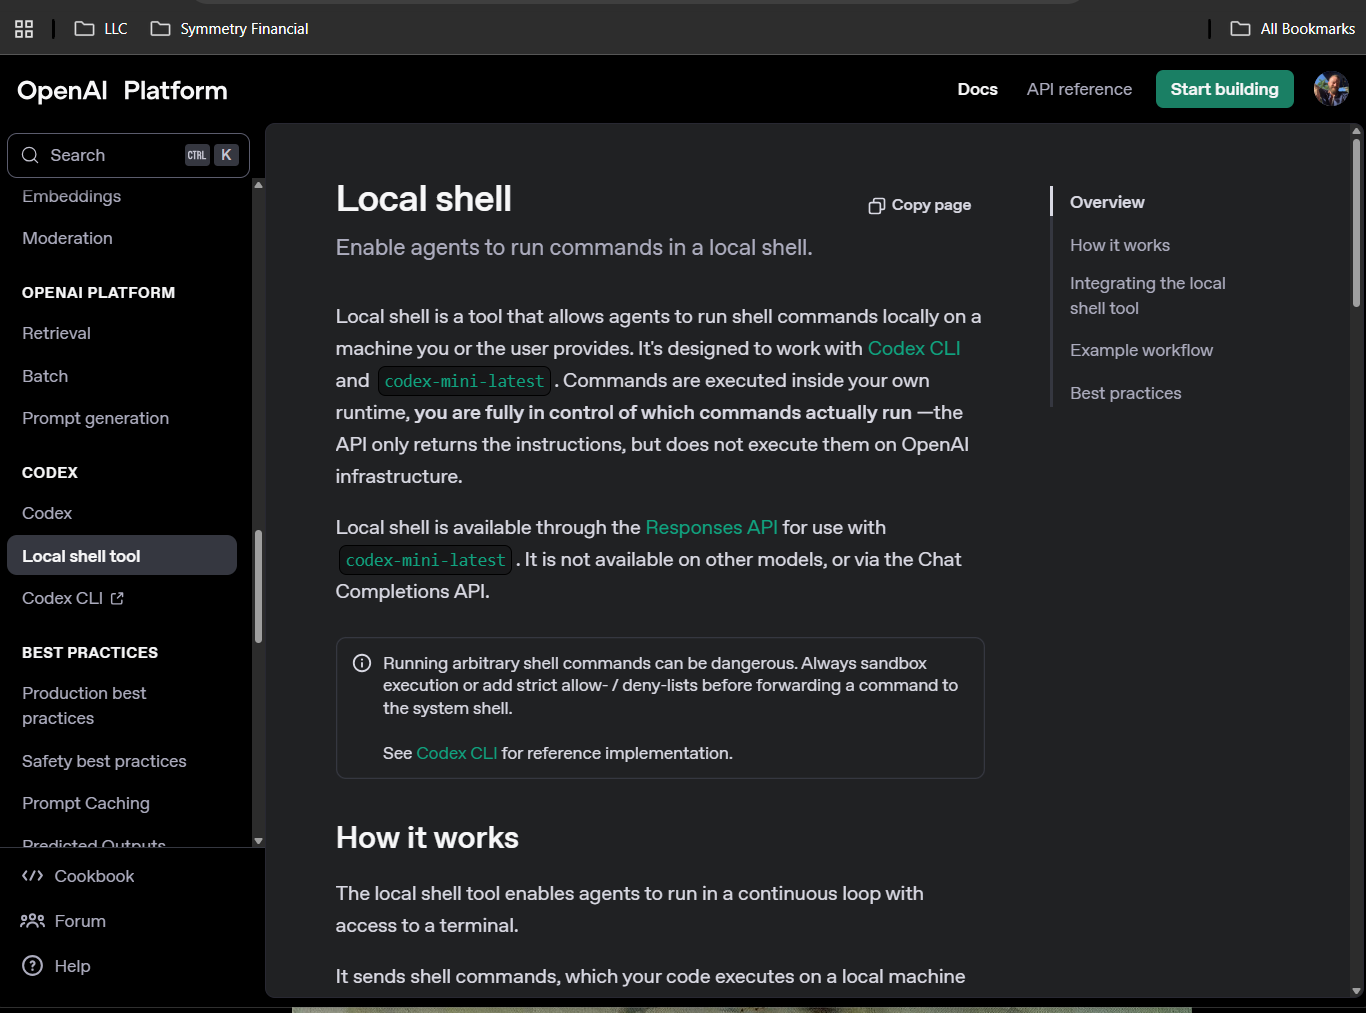 LLC
Symmetry Financial
All Bookmarks
OpenAI Platform
Docs
API reference
Start building
Search
CTRL K
Embeddings
Moderation
OPENAI PLATFORM
Retrieval
Batch
Prompt generation
CODEX
Codex
Local shell tool
Codex CLI
BEST PRACTICES
Production best
practices
Safety best practices
Prompt Caching
Predicted Outputs
Cookbook
Forum
Help
Local shell
Copy page
Enable agents to run commands in a local shell.
Local shell is a tool that allows agents to run shell commands locally on a
machine you or the user provides. It's designed to work with Codex CLI
and codex-mini-latest . Commands are executed inside your own
runtime, you are fully in control of which commands actually run —the
API only returns the instructions, but does not execute them on OpenAI
infrastructure.
Local shell is available through the Responses API for use with
codex-mini-latest . It is not available on other models, or via the Chat
Completions API.
Running arbitrary shell commands can be dangerous. Always sandbox
execution or add strict allow- / deny-lists before forwarding a command to
the system shell.
See Codex CLI for reference implementation.
How it works
The local shell tool enables agents to run in a continuous loop with
access to a terminal.
It sends shell commands, which your code executes on a local machine
Overview
How it works
Integrating the local
shell tool
Example workflow
Best practices